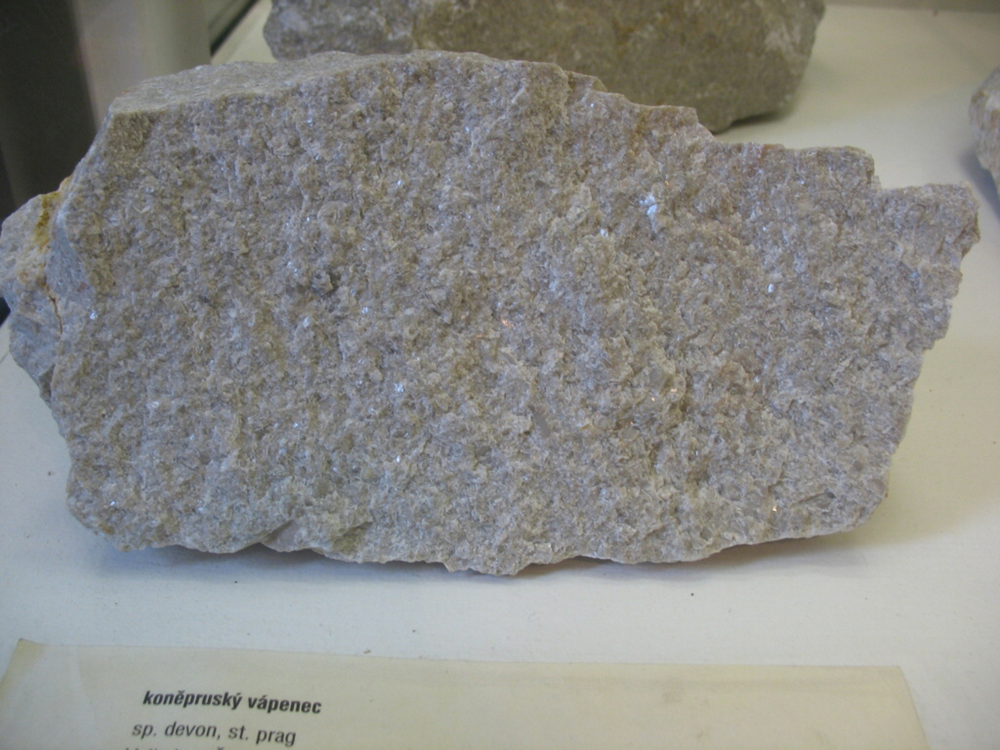 koněpruský vápenec
sp. devon, st. prag